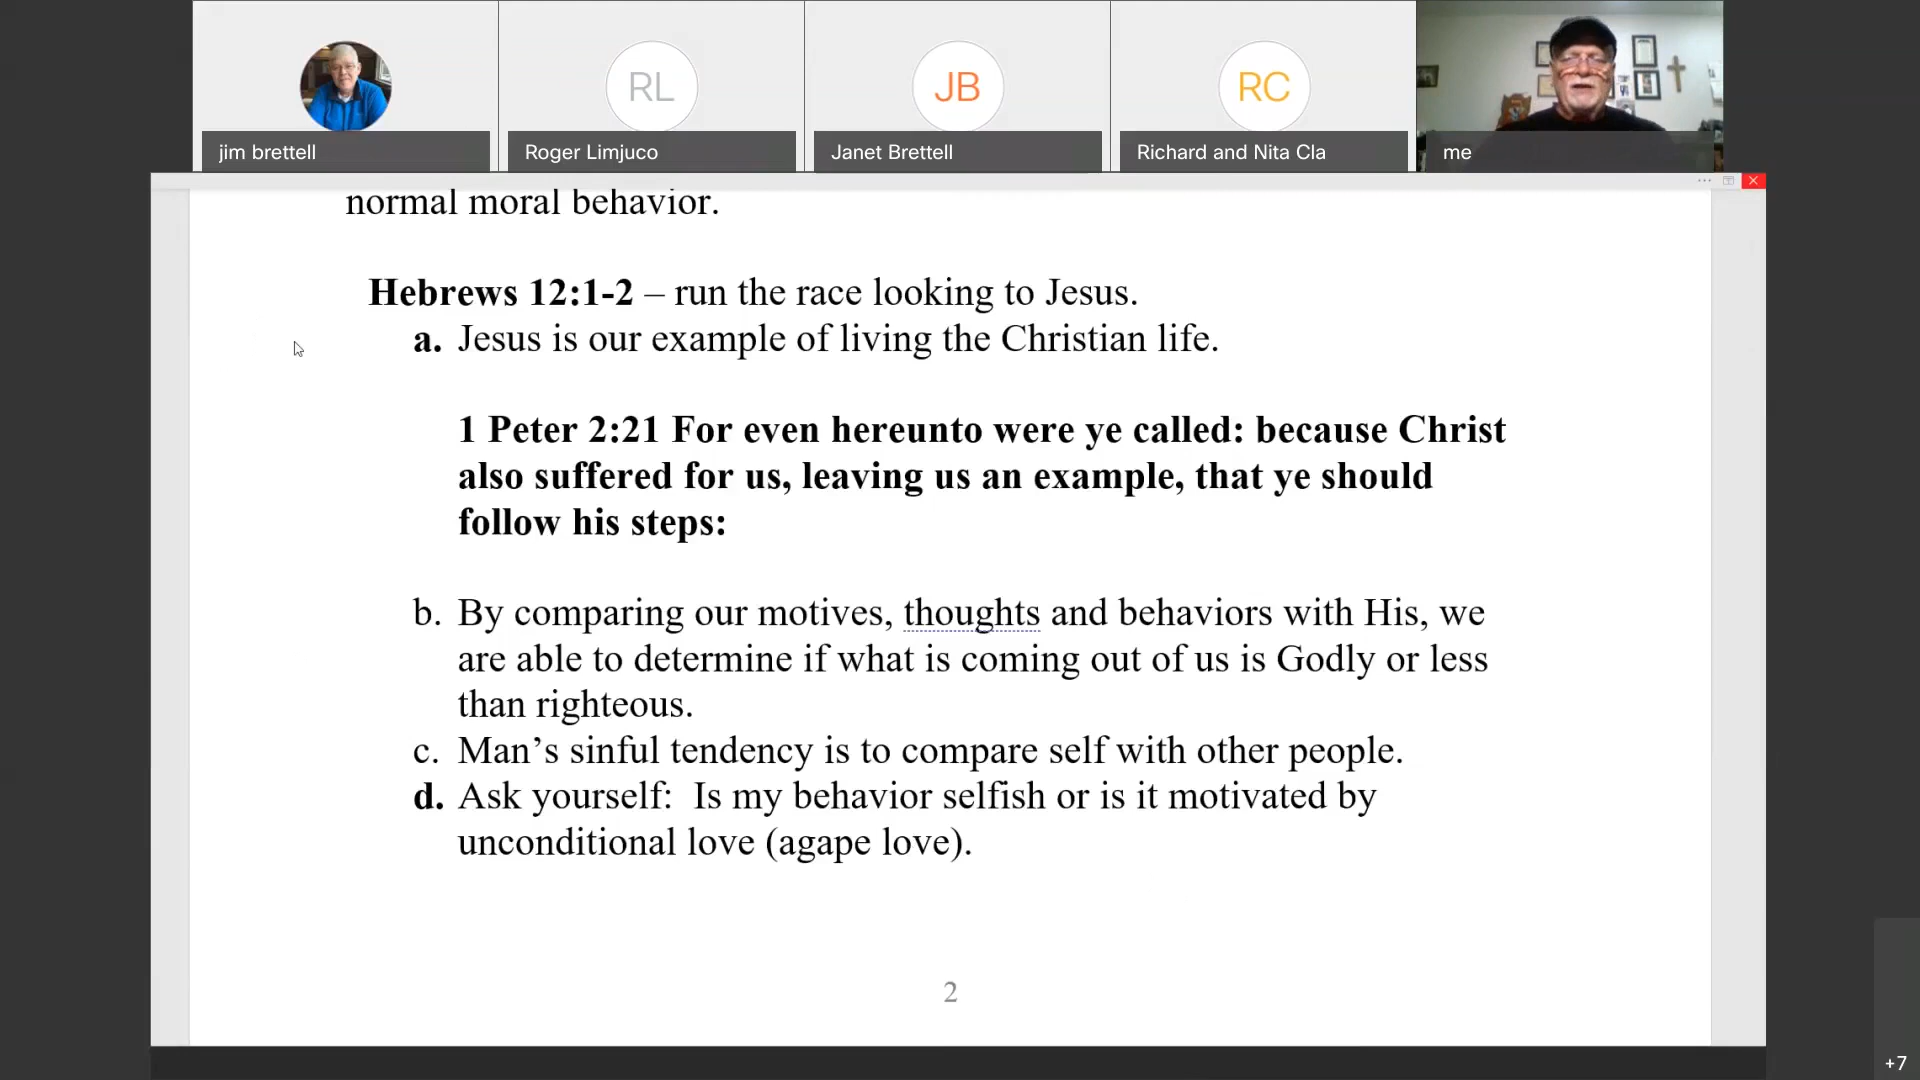 RL
JB
RC
jim brettell
Roger Limjuco
Janet Brettell
Richard and Nita Cla
me
normal moral behavior.
Hebrews 12:1-2 – run the race looking to Jesus.
a. Jesus is our example of living the Christian life.
1 Peter 2:21 For even hereunto were ye called: because Christ
also suffered for us, leaving us an example, that ye should
follow his steps:
b. By comparing our motives, thoughts and behaviors with His, we
are able to determine if what is coming out of us is Godly or less
than righteous.
c. Man’s sinful tendency is to compare self with other people.
d. Ask yourself:  Is my behavior selfish or is it motivated by
unconditional love (agape love).
2
+7